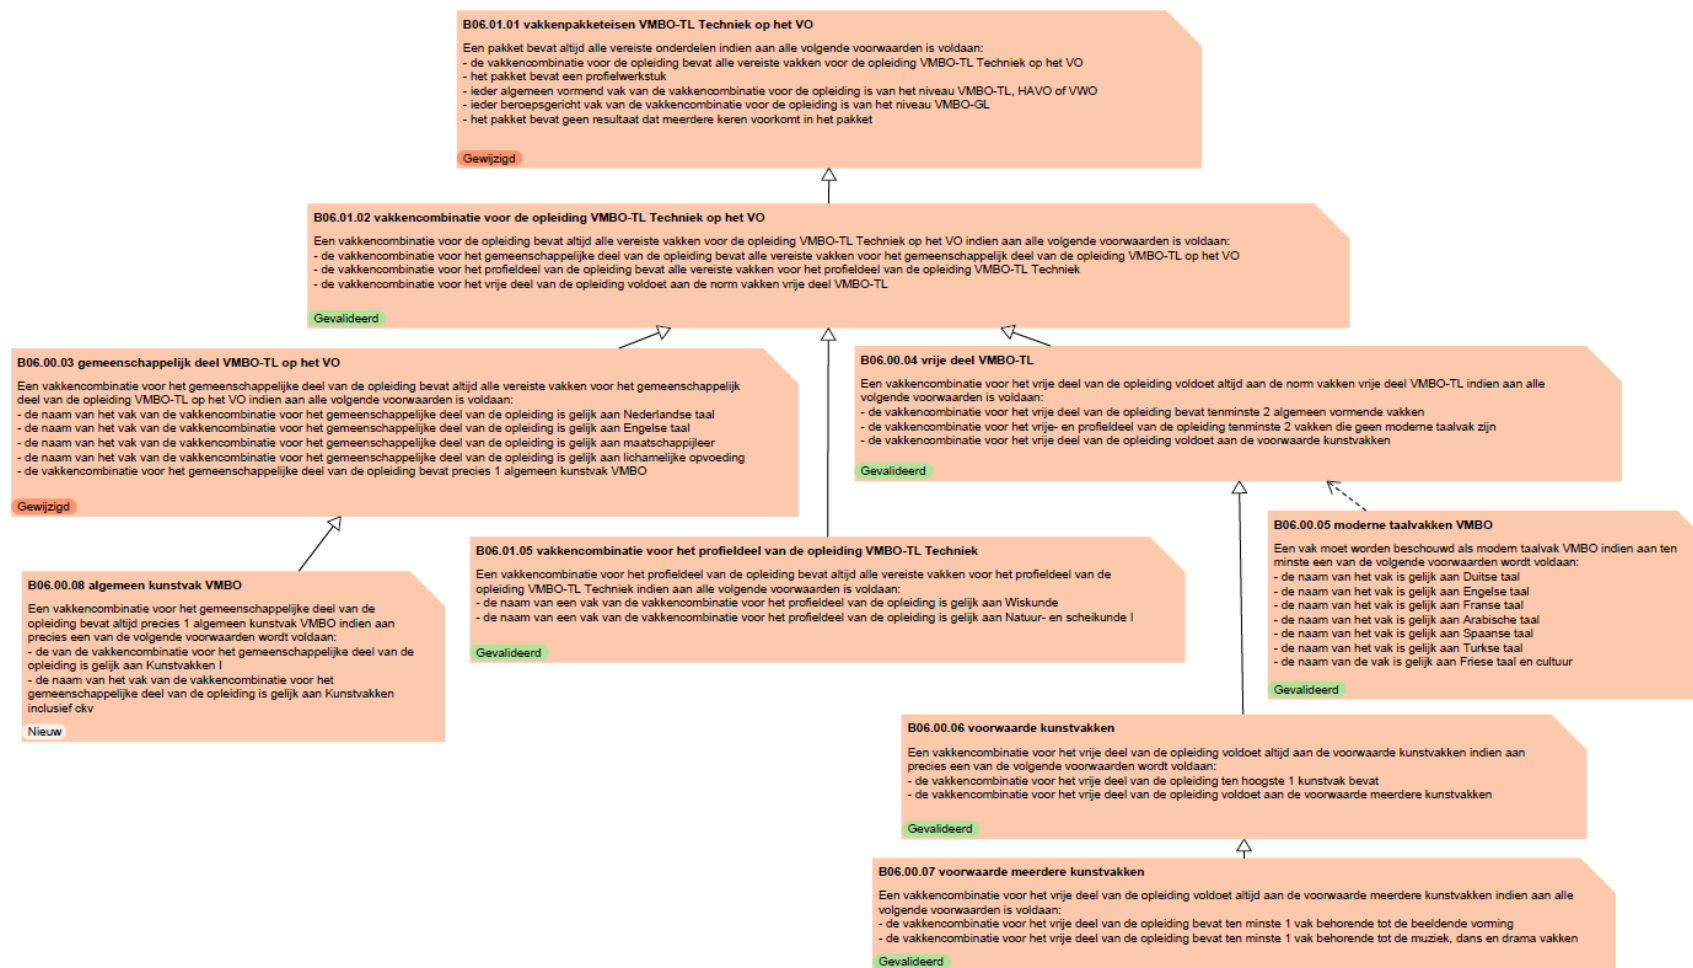 B06.01.01 vakkenpakketeisen VMBO-TL Techniek op het VO
Een pakket bevat altijd alle vereiste onderdelen indien aan alle volgende voorwaarden is voldaan:
- de vakkencombinatie voor de opleiding bevat alle vereiste vakken voor de opleiding VMBO-TL Techniek op het VO
- het pakket bevat een profielwerkstuk
- ieder algemeen vormend vak van de vakkencombinatie voor de opleiding is van het niveau VMBO-TL, HAVO of VWO
- ieder beroepsgericht vak van de vakkencombinatie voor de opleiding is van het niveau VMBO-GL
- het pakket bevat geen resultaat dat meerdere keren voorkomt in het pakket
Gewijzigd
B06.01.02 vakkencombinatie voor de opleiding VMBO-TL Techniek op het VO
Een vakkencombinatie voor de opleiding bevat altijd alle vereiste vakken voor de opleiding VMBO-TL Techniek op het VO indien aan alle volgende voorwaarden is voldaan:
- de vakkencombinatie voor het gemeenschappelijke deel van de opleiding bevat alle vereiste vakken voor het gemeenschappelijk deel van de opleiding VMBO-TL op het VO
- de vakkencombinatie voor het profieldeel van de opleiding bevat alle vereiste vakken voor het profieldeel van de opleiding VMBO-TL Techniek
- de vakkencombinatie voor het vrije deel van de opleiding voldoet aan de norm vakken vrije deel VMBO-TL
Gevalideerd
B06.00.03 gemeenschappelijk deel VMBO-TL op het VO
Een vakkencombinatie voor het gemeenschappelijke deel van de opleiding bevat altijd alle vereiste vakken voor het gemeenschappelijk
deel van de opleiding VMBO-TL op het VO indien aan alle volgende voorwaarden is voldaan:
- de naam van het vak van de vakkencombinatie voor het gemeenschappelijke deel van de opleiding is gelijk aan Nederlandse taal
- de naam van het vak van de vakkencombinatie voor het gemeenschappelijke deel van de opleiding is gelijk aan Engelse taal
- de naam van het vak van de vakkencombinatie voor het gemeenschappelijke deel van de opleiding is gelijk aan maatschappijleer
- de naam van het vak van de vakkencombinatie voor het gemeenschappelijke deel van de opleiding is gelijk aan lichamelijke opvoeding
- de vakkencombinatie voor het gemeenschappelijke deel van de opleiding bevat precies 1 algemeen kunstvak VMBO
Gewijzigd
B06.00.04 vrije deel VMBO-TL
Een vakkencombinatie voor het vrije deel van de opleiding voldoet altijd aan de norm vakken vrije deel VMBO-TL indien aan alle
volgende voorwaarden is voldaan:
- de vakkencombinatie voor het vrije deel van de opleiding bevat tenminste 2 algemeen vormende vakken
- de vakkencombinatie voor het vrije- en profieldeel van de opleiding tenminste 2 vakken die geen moderne taalvak zijn
- de vakkencombinatie voor het vrije deel van de opleiding voldoet aan de voorwaarde kunstvakken
Gevalideerd
B06.00.08 algemeen kunstvak VMBO
Een vakkencombinatie voor het gemeenschappelijke deel van de
opleiding bevat altijd precies 1 algemeen kunstvak VMBO indien aan
precies een van de volgende voorwaarden wordt voldaan:
- de van de vakkencombinatie voor het gemeenschappelijke deel van de
opleiding is gelijk aan Kunstvakken I
- de naam van het vak van de vakkencombinatie voor het
gemeenschappelijke deel van de opleiding is gelijk aan Kunstvakken
inclusief ckv
Nieuw
B06.01.05 vakkencombinatie voor het profieldeel van de opleiding VMBO-TL Techniek
Een vakkencombinatie voor het profieldeel van de opleiding bevat altijd alle vereiste vakken voor het profieldeel van de
opleiding VMBO-TL Techniek indien aan alle volgende voorwaarden is voldaan:
- de naam van een vak van de vakkencombinatie voor het profieldeel van de opleiding is gelijk aan Wiskunde
- de naam van een vak van de vakkencombinatie voor het profieldeel van de opleiding is gelijk aan Natuur- en scheikunde I
Gevalideerd
B06.00.05 moderne taalvakken VMBO
Een vak moet worden beschouwd als modern taalvak VMBO indien aan ten
minste een van de volgende voorwaarden wordt voldaan:
- de naam van het vak is gelijk aan Duitse taal
- de naam van het vak is gelijk aan Engelse taal
- de naam van het vak is gelijk aan Franse taal
- de naam van het vak is gelijk aan Arabische taal
- de naam van het vak is gelijk aan Spaanse taal
- de naam van het vak is gelijk aan Turkse taal
- de naam van de vak is gelijk aan Friese taal en cultuur
Gevalideerd
B06.00.06 voorwaarde kunstvakken
Een vakkencombinatie voor het vrije deel van de opleiding voldoet altijd aan de voorwaarde kunstvakken indien aan
precies een van de volgende voorwaarden wordt voldaan:
- de vakkencombinatie voor het vrije deel van de opleiding ten hoogste 1 kunstvak bevat
- de vakkencombinatie voor het vrije deel van de opleiding voldoet aan de voorwaarde meerdere kunstvakken
Gevalideerd
B06.00.07 voorwaarde meerdere kunstvakken
Een vakkencombinatie voor het vrije deel van de opleiding voldoet altijd aan de voorwaarde meerdere kunstvakken indien aan alle
volgende voorwaarden is voldaan:
- de vakkencombinatie voor het vrije deel van de opleiding bevat ten minste 1 vak behorende tot de beeldende vorming
- de vakkencombinatie voor het vrije deel van de opleiding bevat ten minste 1 vak behorende tot de muziek, dans en drama vakken
Gevalideerd